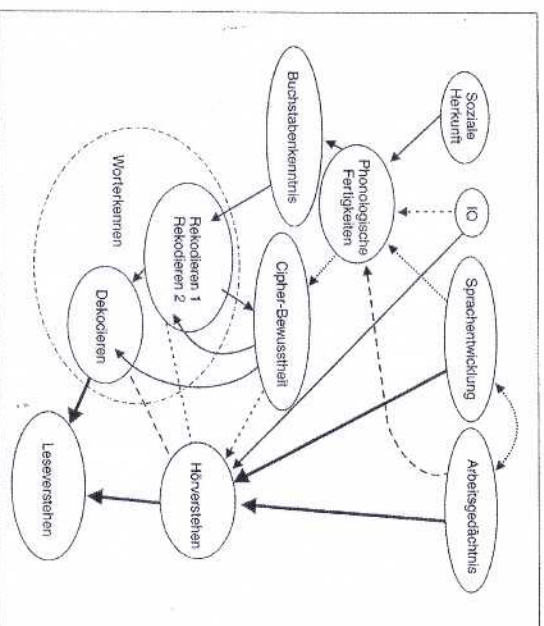 Soziale
Herkunft
IQ
Sprachentwicklung
Arbeitsgedächtnis
Phonologische
Fertigkeiten
Buchstabenkenntnis
Cipher-Bewusstheit
Rekodieren 1
Rekodieren 2
Hörverstehen
Worterkennen
Dekodieren
Leseverstehen